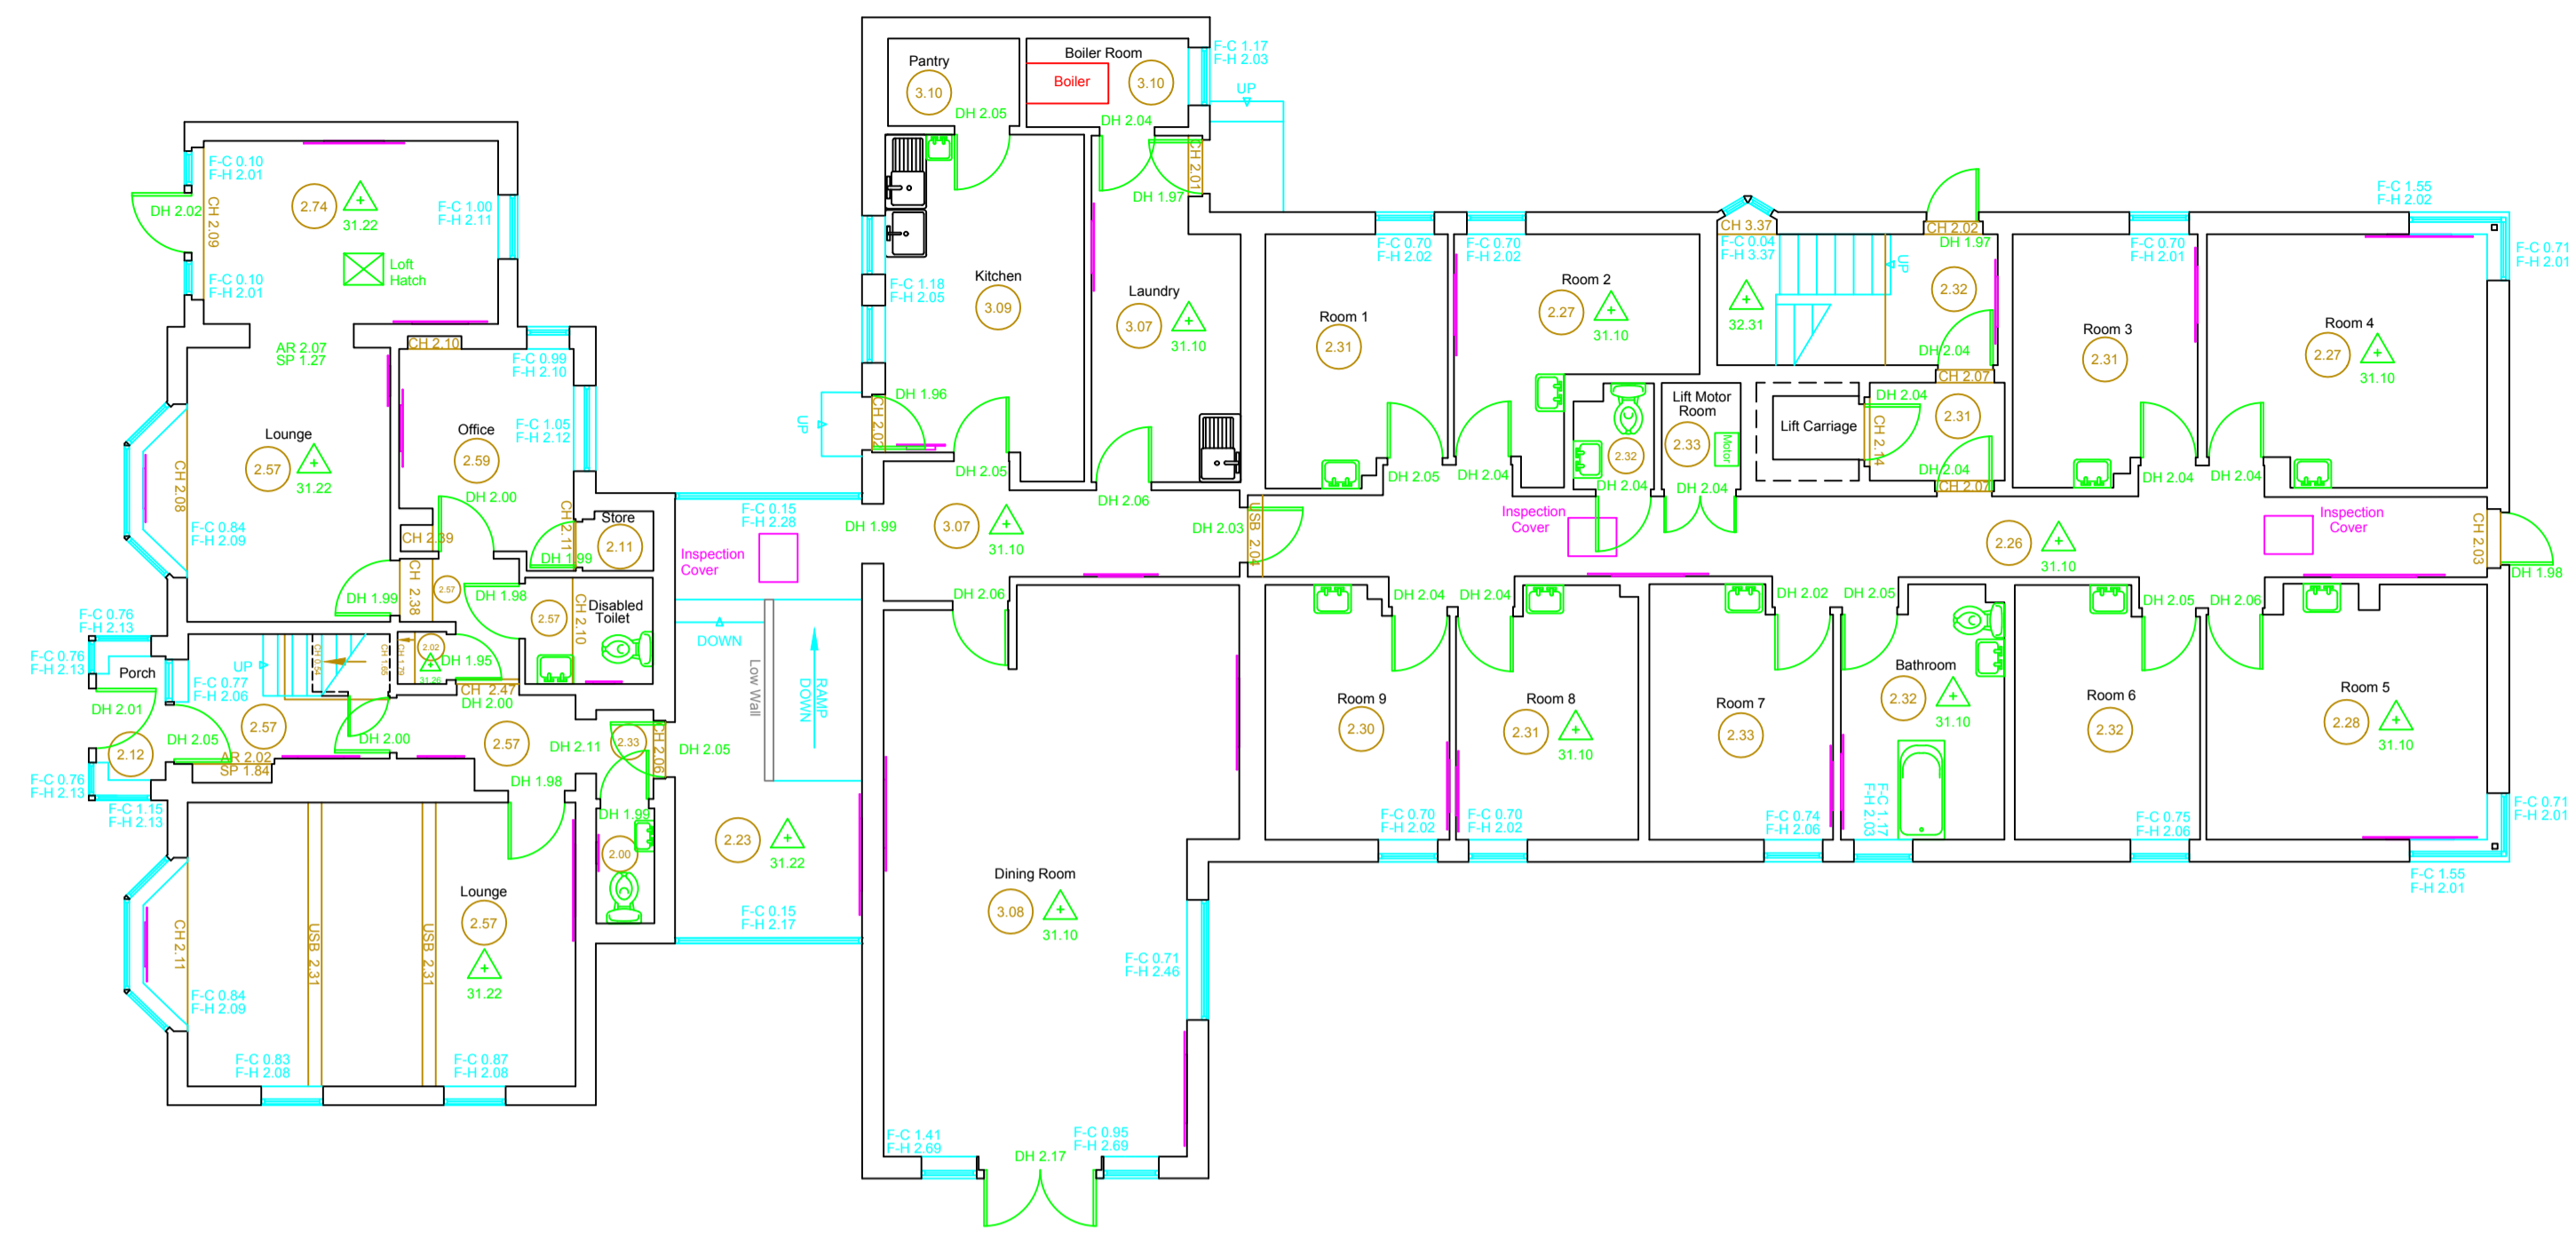 Pantry
3.10
DH 2.05
Boiler Room
Boiler
3.10
DH 2.04
F-C 1.17
F-H 2.03
UP
CH 2.01
DH 1.97
F-C 0.10
F-H 2.01
DH 2.02
CH 2.09
2.74
31.22
F-C 1.00
F-H 2.11
Loft
Hatch
F-C 0.10
F-H 2.01
AR 2.07
SP 1.27
CH 2.10
F-C 0.99
F-H 2.10
Lounge
2.57
31.22
CH 2.08
F-C 0.84
F-H 2.09
Office
2.59
F-C 1.05
F-H 2.12
DH 2.00
CH 2.39
CH 2.11
DH 1.99
Store
2.11
CH 2.38
2.57
DH 1.99
DH 1.98
2.57
CH 2.10
Disabled
Toilet
F-C 0.76
F-H 2.13
F-C 0.76
F-H 2.13
Porch
F-C 0.77
F-H 2.06
UP
CH 0.54
CH 1.65
CH 1.79
2.02
31.26
DH 1.95
CH 2.47
DH 2.00
DH 2.01
DH 2.05
2.57
2.12
AR 2.02
SP 1.84
DH 2.00
2.57
DH 2.11
2.33
CH 2.06
DH 2.05
DH 1.98
F-C 0.76
F-H 2.13
F-C 1.15
F-H 2.13
DH 1.99
2.00
CH 2.11
F-C 0.84
F-H 2.09
USB 2.31
USB 2.31
Lounge
2.57
31.22
F-C 0.83
F-H 2.08
F-C 0.87
F-H 2.08
F-C 0.15
F-H 2.28
Inspection
Cover
DOWN
Low Wall
RAMP
DOWN
2.23
31.22
F-C 0.15
F-H 2.17
F-C 1.18
F-H 2.05
Kitchen
3.09
DH 1.96
CH 2.02
UP
DH 2.05
Laundry
3.07
31.10
DH 2.06
DH 1.99
3.07
31.10
DH 2.03
USB 2.04
DH 2.06
Dining Room
3.08
31.10
F-C 0.71
F-H 2.46
F-C 1.41
F-H 2.69
DH 2.17
F-C 0.95
F-H 2.69
F-C 0.70
F-H 2.02
Room 1
2.31
DH 2.05
F-C 0.70
F-H 2.02
Room 2
2.27
31.10
DH 2.04
2.32
DH 2.04
Lift Motor
Room
2.33
Motor
DH 2.04
Inspection
Cover
CH 3.37
F-C 0.04
F-H 3.37
32.31
UP
CH 2.02
DH 1.97
2.32
DH 2.04
CH 2.07
Lift Carriage
DH 2.04
CH 2.14
2.31
DH 2.04
CH 2.07
F-C 0.70
F-H 2.01
Room 3
2.31
DH 2.04
F-C 1.55
F-H 2.02
F-C 0.71
F-H 2.01
Room 4
2.27
31.10
DH 2.04
Inspection
Cover
2.26
31.10
CH 2.03
DH 1.98
Room 9
2.30
DH 2.04
F-C 0.70
F-H 2.02
Room 8
2.31
31.10
DH 2.04
F-C 0.70
F-H 2.02
Room 7
2.33
DH 2.02
F-C 0.74
F-H 2.06
DH 2.05
Bathroom
2.32
31.10
F-C 1.17
F-H 2.03
Room 6
2.32
DH 2.05
F-C 0.75
F-H 2.06
DH 2.06
Room 5
2.28
31.10
F-C 0.71
F-H 2.01
F-C 1.55
F-H 2.01